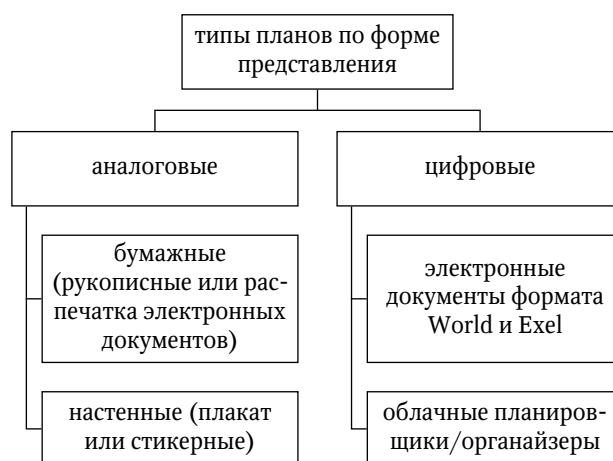 типы планов по форме
представления
аналоговые
цифровые
бумажные
(рукописные или рас-
печатка электронных
документов)
электронные
документы формата
World и Exel
настенные (плакат
или стикерные)
облачные планиров-
щики/органайзеры